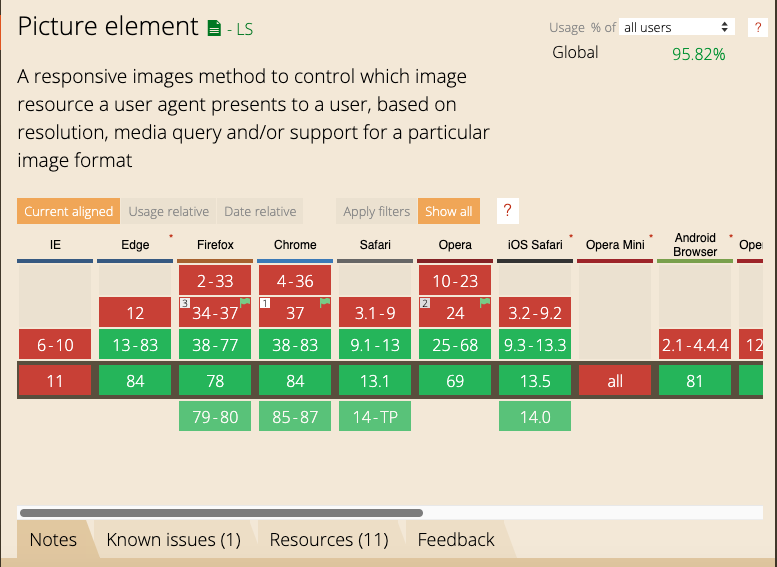 Picture element - LS
Usage % of all users ?
Global 95.82%
A responsive images method to control which image
resource a user agent presents to a user, based on
resolution, media query and/or support for a particular
image format
Current aligned Usage relative Date relative Apply filters Show all ?
IE Edge * Firefox Chrome Safari Opera iOS Safari * Opera Mini * Android Browser * Oper
2-33 4-36 10-23
12 3 34-37 1 37 3.1-9 2 24 3.2-9.2
6-10 13-83 38-77 38-83 9.1-13 25-68 9.3-13.3 2.1-4.4.4 12
11 84 78 84 13.1 69 13.5 all 81
79-80 85-87 14-TP 14.0
Notes Known issues (1) Resources (11) Feedback